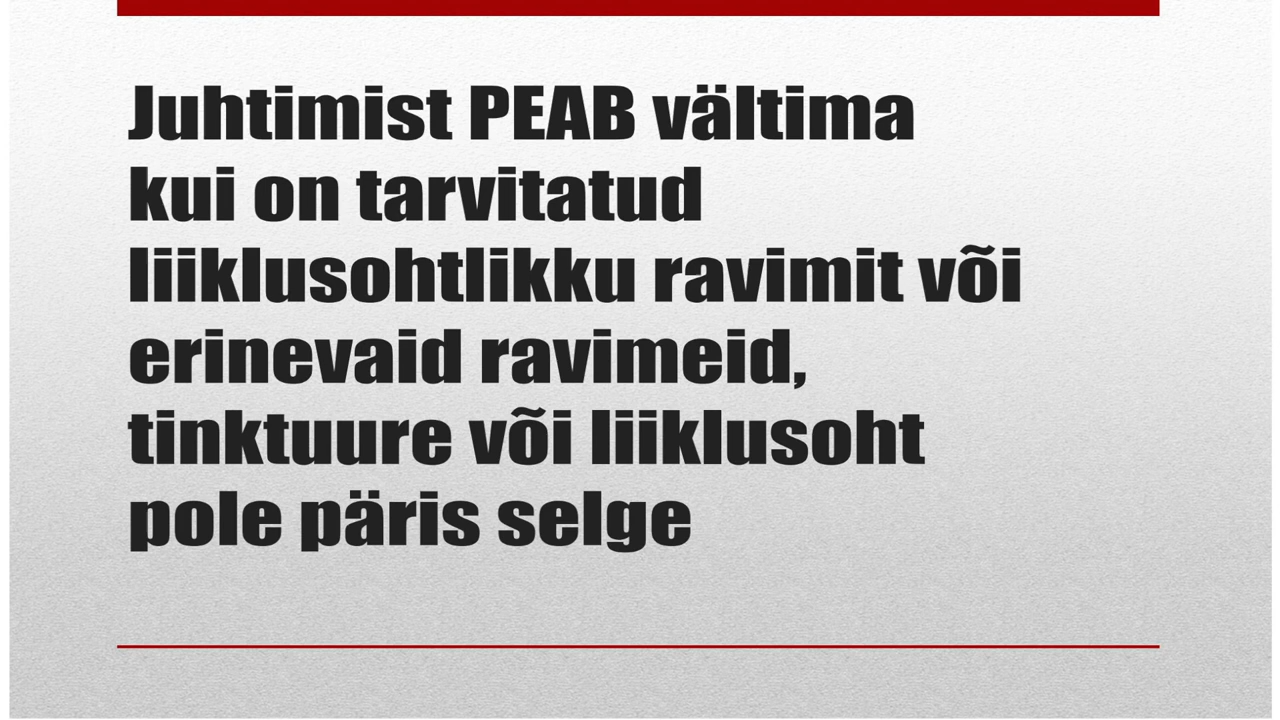 Juhtimist PEAB vältima
kui on tarvitatud
liiklusohtlikku ravimit või
erinevaid ravimeid,
tinktuure või liiklusoht
pole päris selge